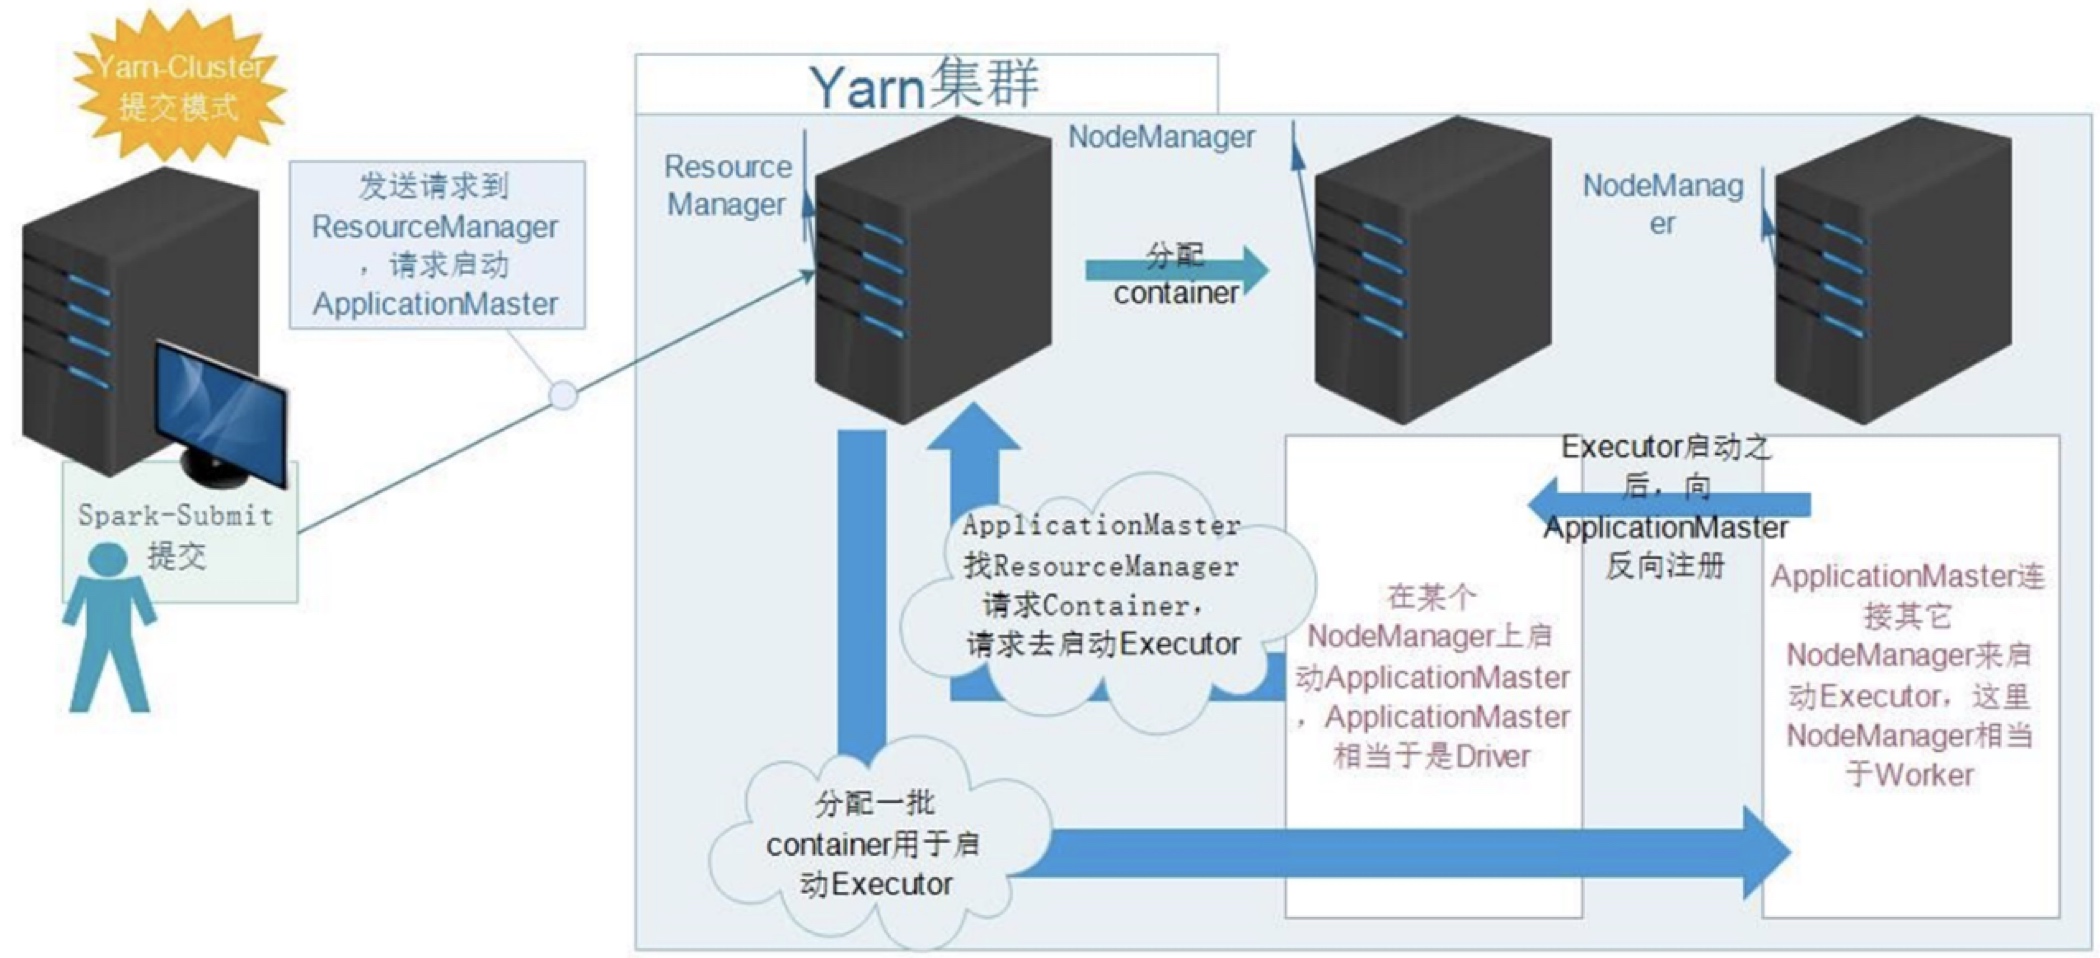 Yarn-Cluster
提交模式
发送请求到
ResourceManager
，请求启动
ApplicationMaster
Spark-Submit
提交
Yarn集群
Resource
Manager
NodeManager
NodeManag
er
分配
container
ApplicationMaster
找ResourceManager
请求Container，
请求去启动Executor
分配一批
container用于启
动Executor
Executor启动之
后，向
ApplicationMaster
反向注册
在某个
NodeManager上启
动ApplicationMaster
，ApplicationMaster
相当于是Driver
ApplicationMaster连
接其它
NodeManager来启
动Executor，这里
NodeManager相当
于Worker